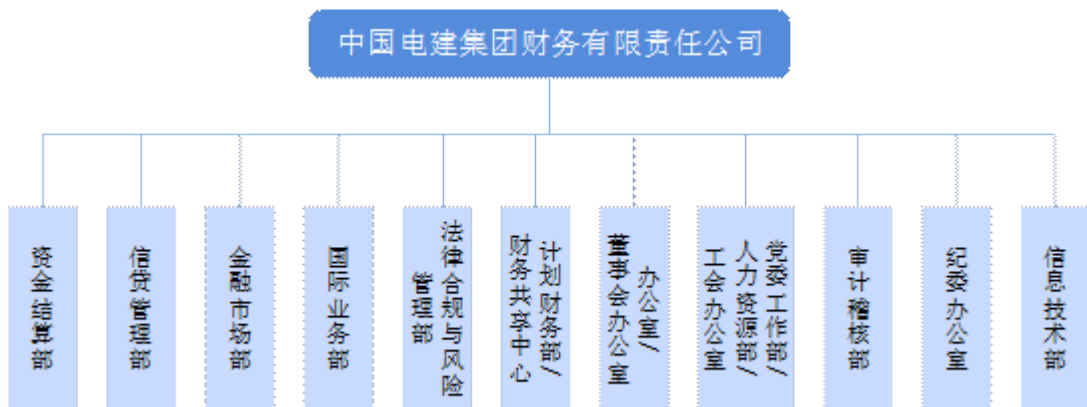 中国电建集团财务有限责任公司
资金结算部
信贷管理部
金融市场部
国际业务部
法律合规与风险
管理部
计划财务部/
财务共享中心
办公室/
董事会办公室
党委工作部/
人力资源部/
工会办公室
审计稽核部
纪委办公室
信息技术部